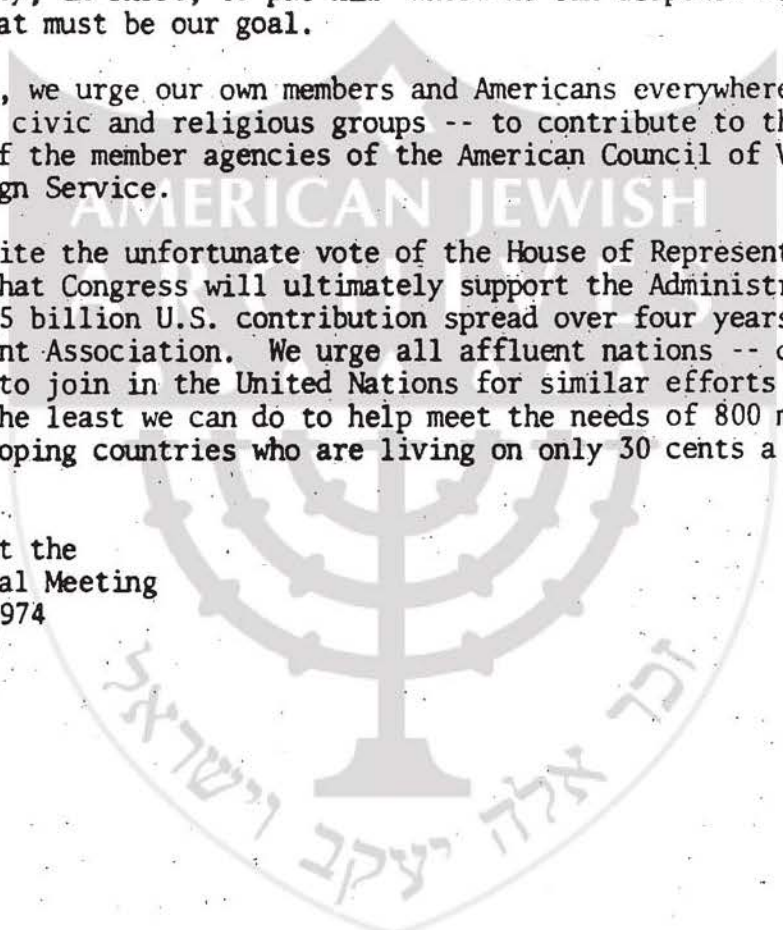 at must be our goal.
, we urge our own members and Americans everywhere
civic and religious groups -- to contribute to th
f the member agencies of the American Council of V
gn Service.
AMERICAN JEWISH
ARCHIVES
ite the unfortunate vote of the House of Represent
hat Congress will ultimately support the Administr
5 billion U.S. contribution spread over four years
nt Association. We urge all affluent nations -- o
to join in the United Nations for similar efforts
he least we can do to help meet the needs of 800 m
oping countries who are living on only 30 cents a
t the
al Meeting
974
זכר אלה יעקב וישראל